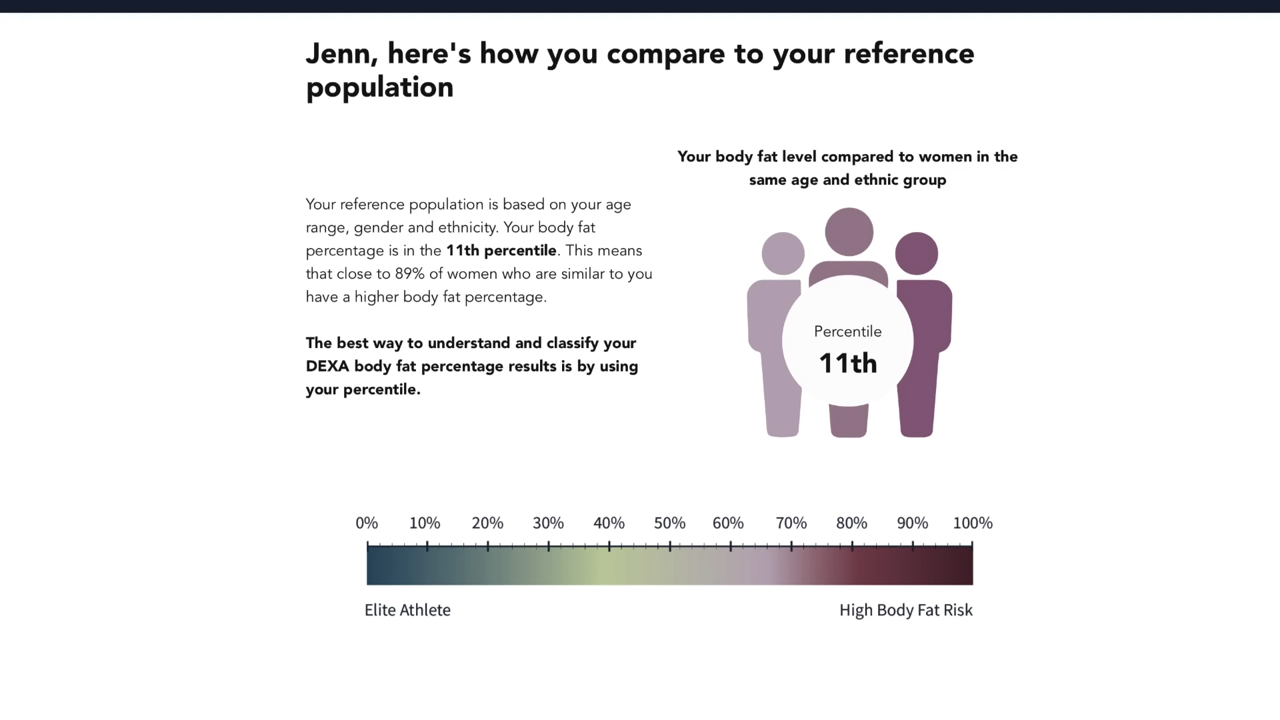 Jenn, here's how you compare to your reference
population
Your body fat level compared to women in the
same age and ethnic group
Your reference population is based on your age
range, gender and ethnicity. Your body fat
percentage is in the 11th percentile. This means
that close to 89% of women who are similar to you
have a higher body fat percentage.
The best way to understand and classify your
DEXA body fat percentage results is by using
your percentile.
Percentile
11th
0% 10% 20% 30% 40% 50% 60% 70% 80% 90% 100%
Elite Athlete High Body Fat Risk